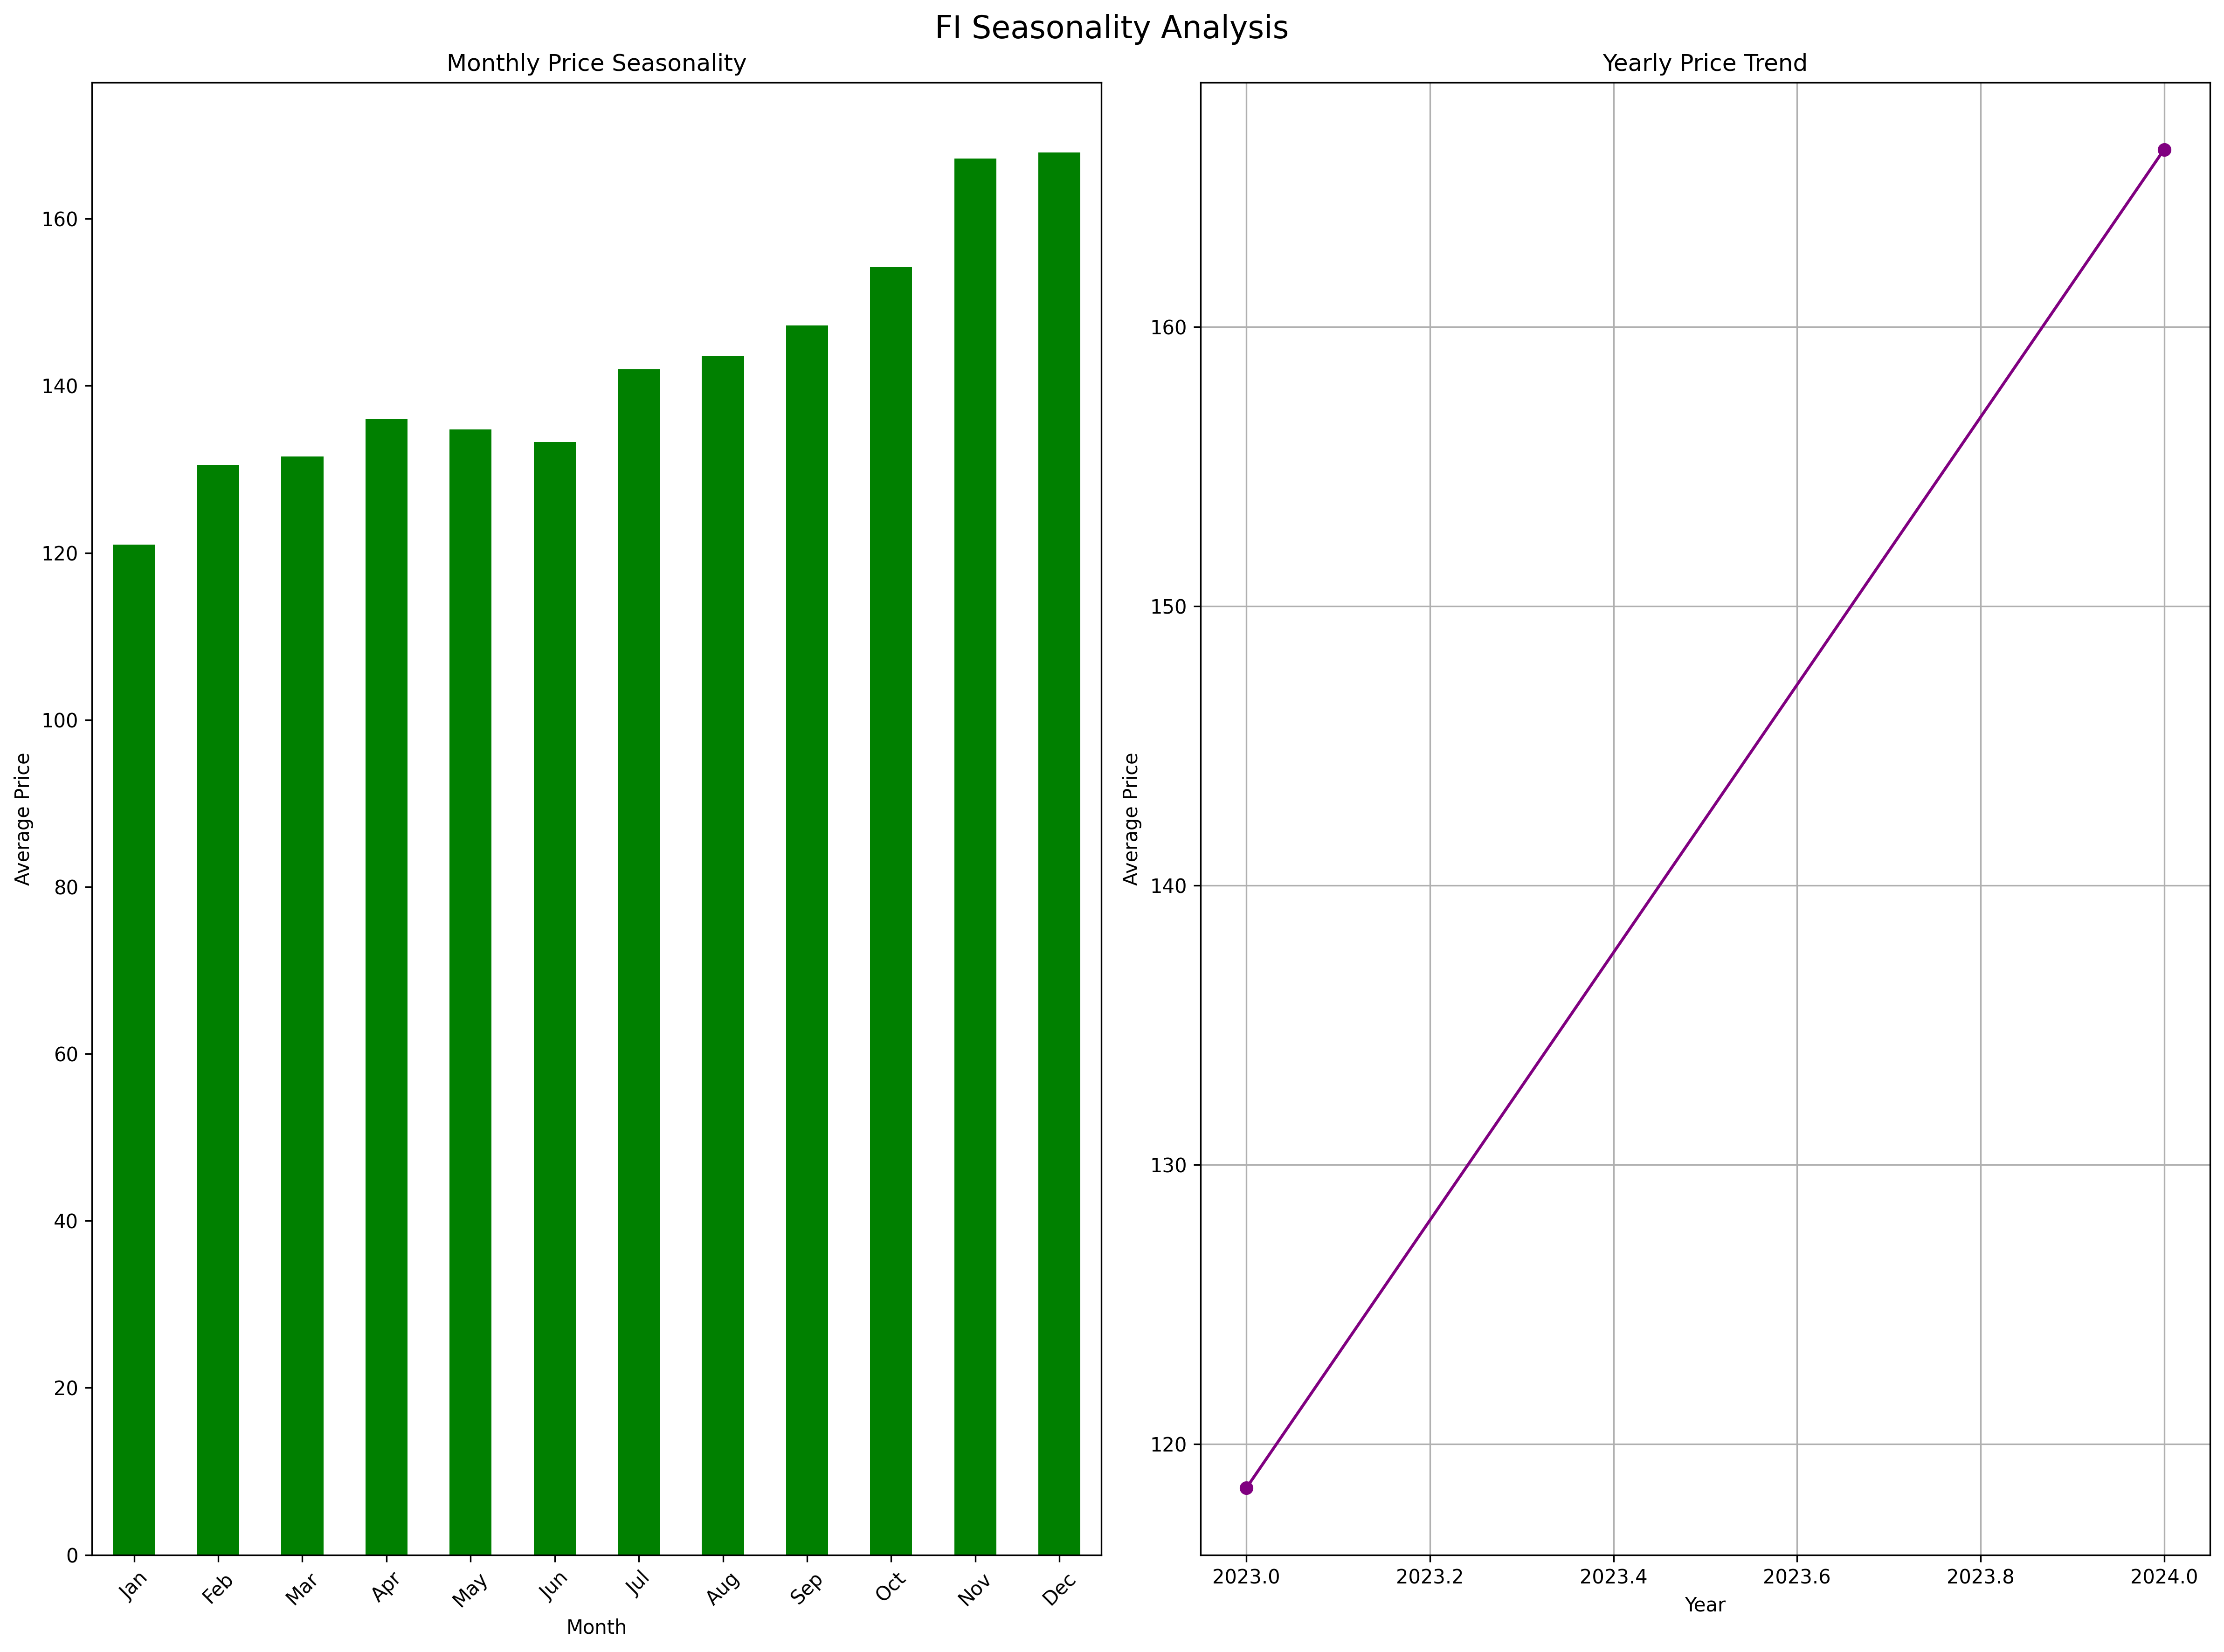 FI Seasonality Analysis
Monthly Price Seasonality
Average Price
160
140
120
100
80
60
40
20
0
Jan Feb Mar Apr May Jun Jul Aug Sep Oct Nov Dec
Month
Yearly Price Trend
Average Price
160
150
140
130
120
2023.0 2023.2 2023.4 2023.6 2023.8 2024.0
Year